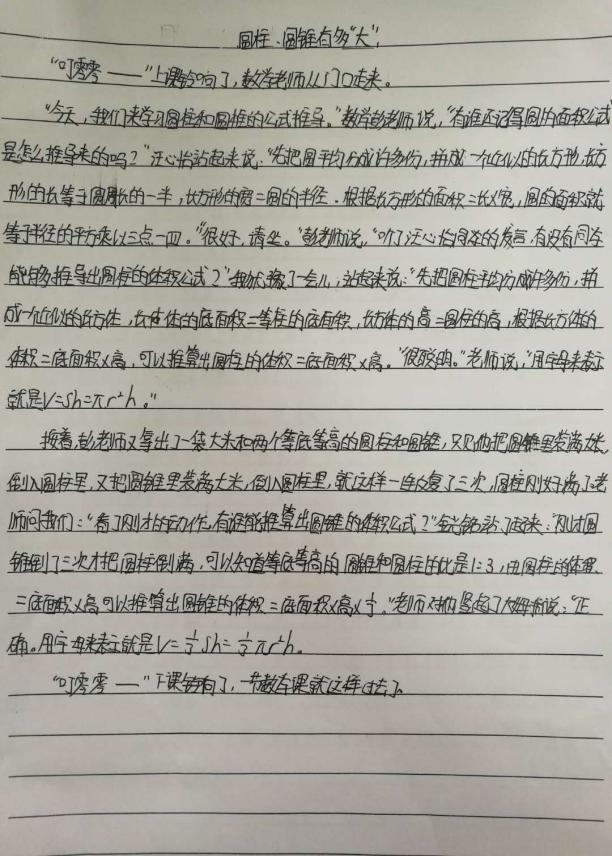 圆柱、圆锥有多“大”!
“叮零零——”上课铃响了,数学老师从门口走来。
“今天,我们来学习圆柱和圆锥的公式推导。”数学彭老师说,“有谁还记得圆的面积公式
是怎么推导来的吗?”汪心怡站起来说:“先把圆平均分成许多份,拼成一个近似的长方形,长方
形的长等于圆周长的一半,长方形的宽=圆的半径.根据长方形的面积=长×宽,圆的面积就
等于半径的平方乘以三点一四。”“很好,请坐。”彭老师说,“听了汪心怡同学的发言,有没有同学
能够推导出圆柱的体积公式?”我犹豫了一会儿,站起来说:“先把圆柱平均分成许多份,拼
成一个近似的长方体,长方体的底面积=等柱的底面积,长方体的高=圆柱的高,根据长方体的
体积=底面积×高,可以推算出圆柱的体积=底面积×高。”“很聪明。”老师说,“用字母来表示
就是V=Sh=πr²h。”
接着,彭老师又拿出了一袋大米和两个等底等高的圆柱和圆锥,只见他把圆锥里装满大米,
倒入圆柱里,又把圆锥里装满大米,倒入圆柱里,就这样一连反复了三次,圆柱刚好满了.老
师问我们:“看了刚才的动作,有谁能推算出圆锥的体积公式?”站了起来:“刚才圆
锥倒了三次才把圆柱倒满,可以知道等底等高的圆锥和圆柱的比是1:3,由圆柱的体积
=底面积×高可以推算出圆锥的体积=底面积×高×⅓。”老师对他竖起了大姆指说:“正
确。用字母来表示就是V=⅓Sh=⅓πr²h。
“叮零零——”下课铃响了,一节数学课就这样过去了。